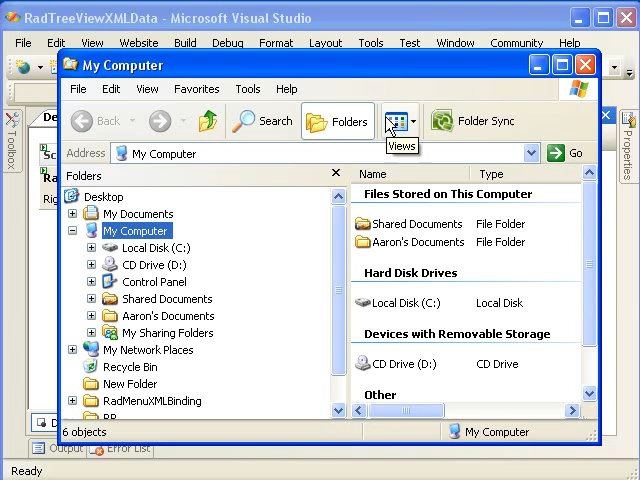 RadTreeViewXMLData - Microsoft Visual Studio
File Edit View Website Build Debug Format Layout Tools Test Window Community Help
My Computer
File Edit View Favorites Tools Help
Back Search Folders Folder Sync
Views
Address My Computer Go
Folders
Desktop
My Documents
My Computer
Local Disk (C:)
CD Drive (D:)
Control Panel
Shared Documents
Aaron's Documents
My Sharing Folders
My Network Places
Recycle Bin
New Folder
RadMenuXMLBinding
Name Type
Files Stored on This Computer
Shared Documents File Folder
Aaron's Documents File Folder
Hard Disk Drives
Local Disk (C:) Local Disk
Devices with Removable Storage
CD Drive (D:) CD Drive
Other
6 objects My Computer
Toolbox
Properties
Output Error List
Ready